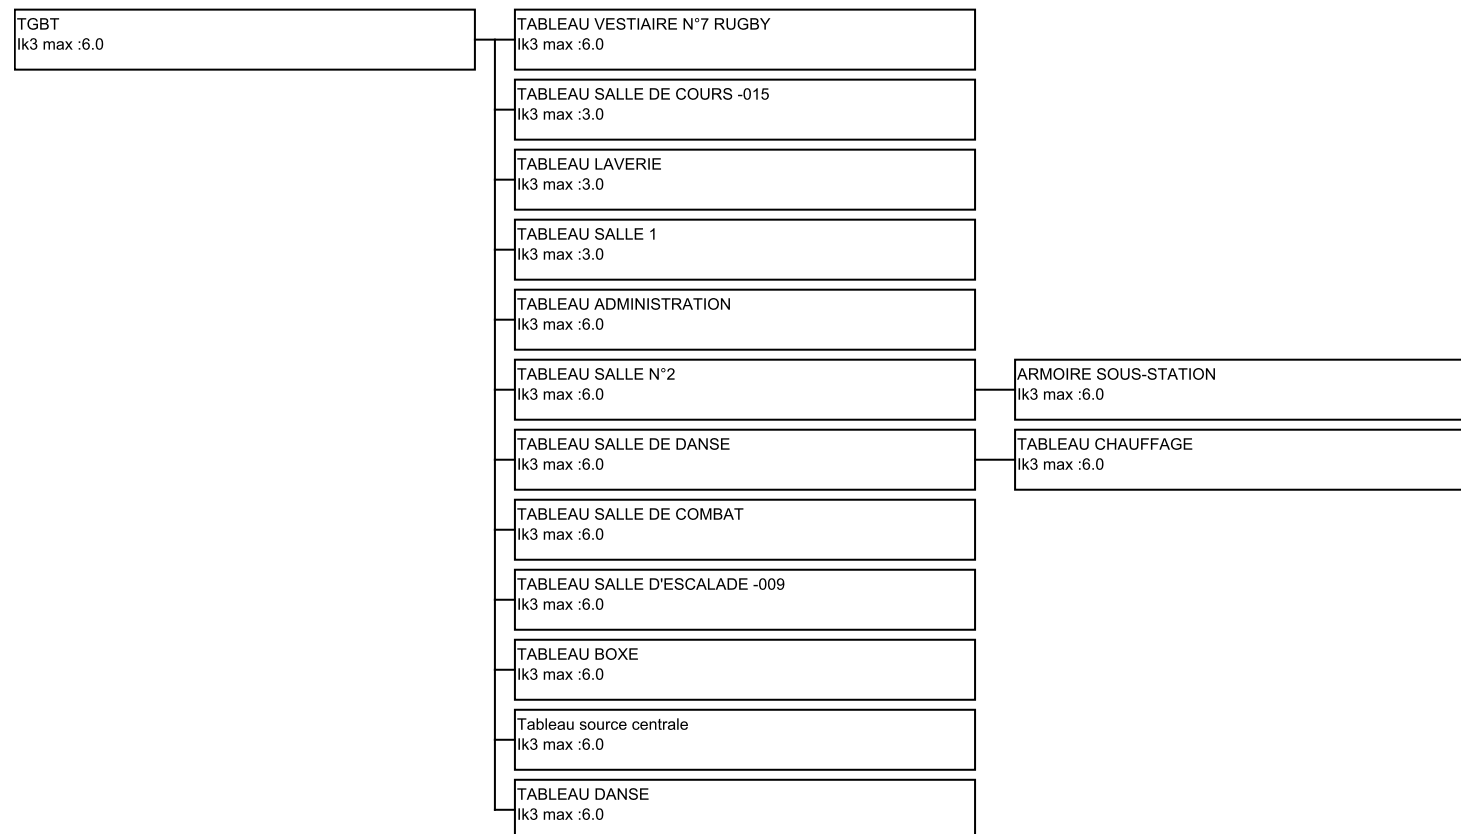 TGBT
Ik3 max :6.0
TABLEAU VESTIAIRE N°7 RUGBY
Ik3 max :6.0
TABLEAU SALLE DE COURS -015
Ik3 max :3.0
TABLEAU LAVERIE
Ik3 max :3.0
TABLEAU SALLE 1
Ik3 max :3.0
TABLEAU ADMINISTRATION
Ik3 max :6.0
TABLEAU SALLE N°2
Ik3 max :6.0
ARMOIRE SOUS-STATION
Ik3 max :6.0
TABLEAU SALLE DE DANSE
Ik3 max :6.0
TABLEAU CHAUFFAGE
Ik3 max :6.0
TABLEAU SALLE DE COMBAT
Ik3 max :6.0
TABLEAU SALLE D'ESCALADE -009
Ik3 max :6.0
TABLEAU BOXE
Ik3 max :6.0
Tableau source centrale
Ik3 max :6.0
TABLEAU DANSE
Ik3 max :6.0